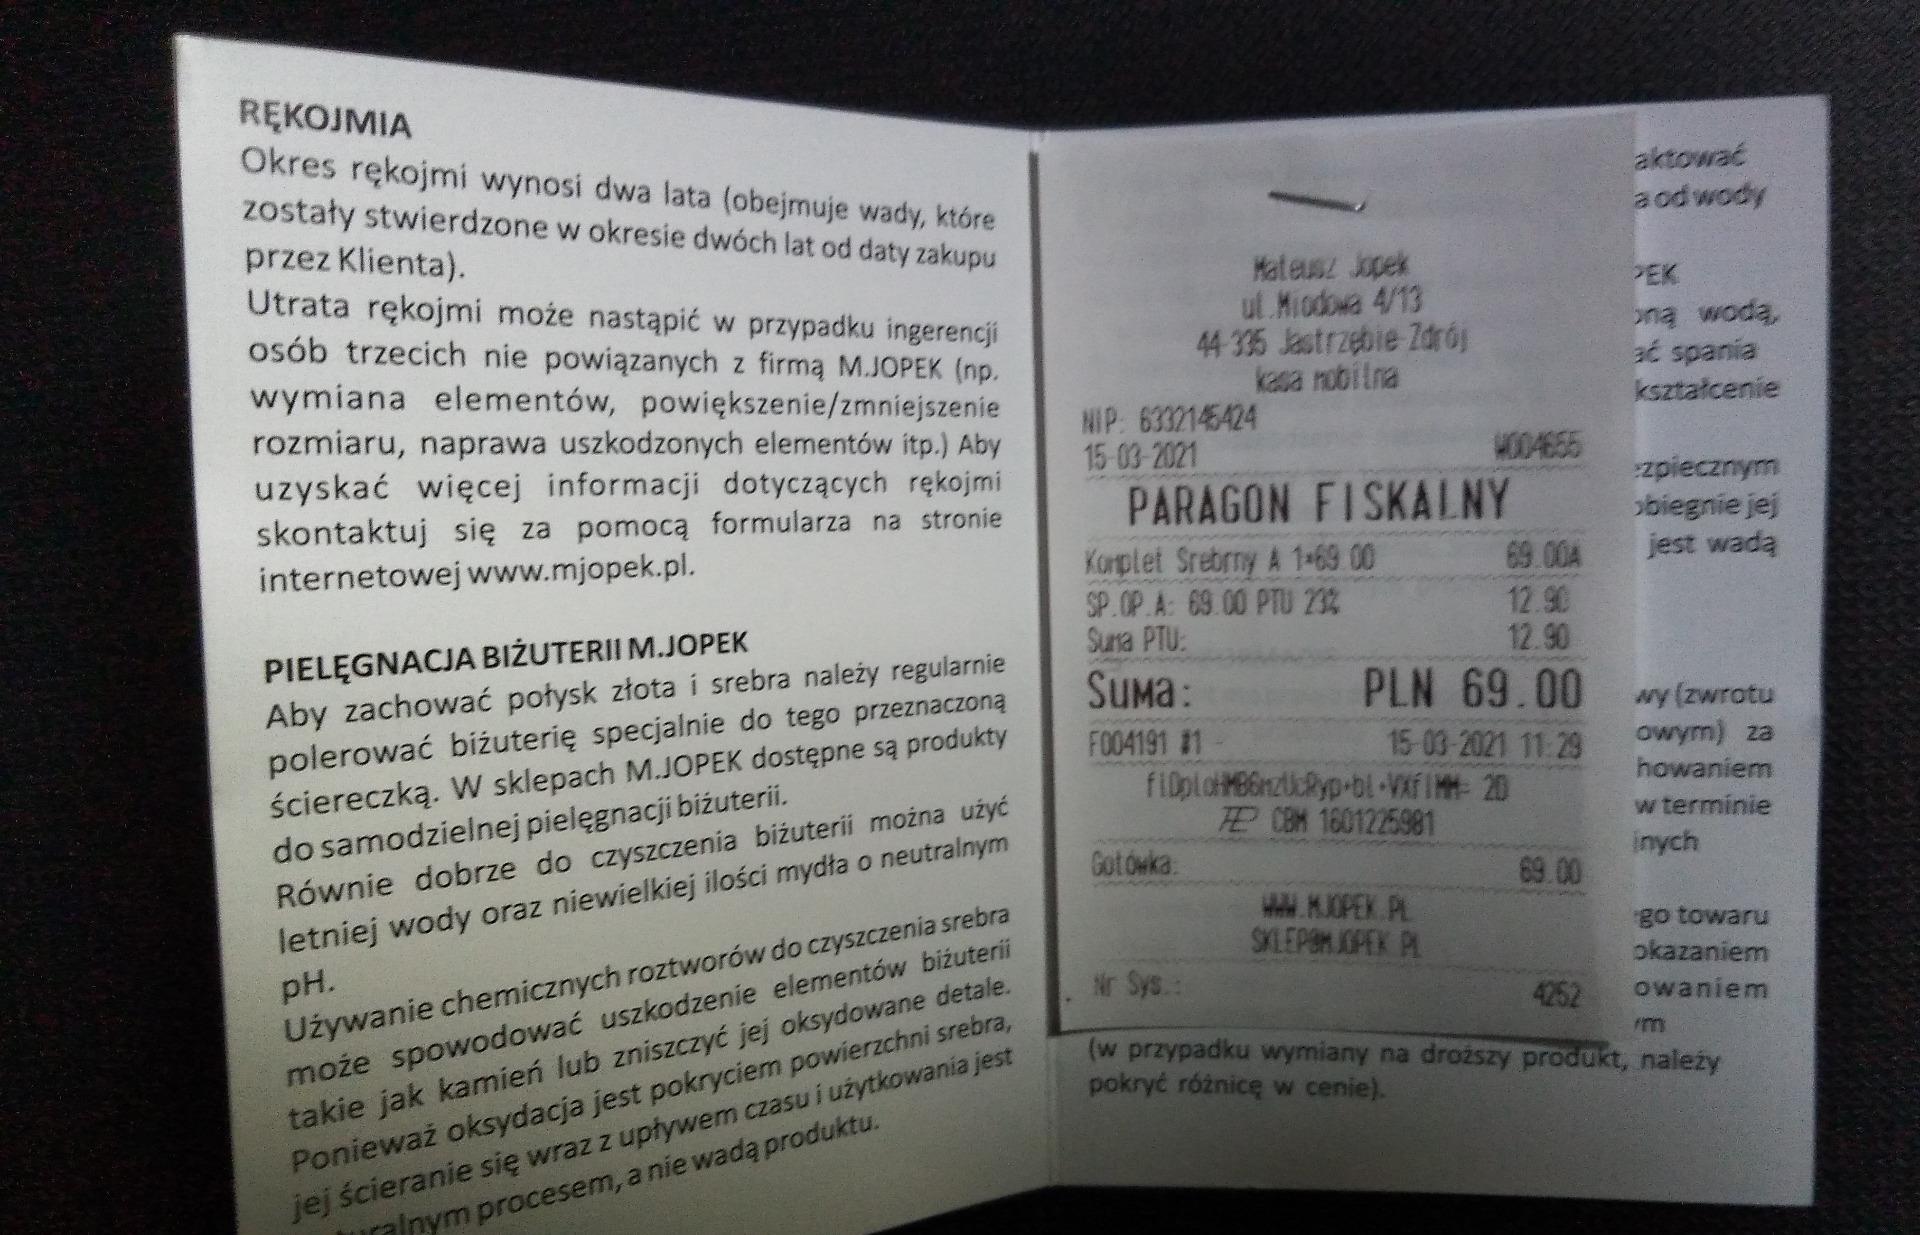 RĘKOJMIA
Okres rękojmi wynosi dwa lata (obejmuje wady, które
zostały stwierdzone w okresie dwóch lat od daty zakupu
przez Klienta).
Utrata rękojmi może nastąpić w przypadku ingerencji
osób trzecich nie powiązanych z firmą M.JOPEK (np.
wymiana elementów, powiększenie/zmniejszenie
rozmiaru, naprawa uszkodzonych elementów itp.) Aby
uzyskać więcej informacji dotyczących rękojmi
skontaktuj się za pomocą formularza na stronie
internetowej www.mjopek.pl.
PIELĘGNACJA BIŻUTERII M.JOPEK
Aby zachować połysk złota i srebra należy regularnie
polerować biżuterię specjalnie do tego przeznaczoną
ściereczką. W sklepach M.JOPEK dostępne są produkty
do samodzielnej pielęgnacji biżuterii.
Równie dobrze do czyszczenia biżuterii można użyć
letniej wody oraz niewielkiej ilości mydła o neutralnym
pH.
Używanie chemicznych roztworów do czyszczenia srebra
może spowodować uszkodzenie elementów biżuterii
takie jak kamień lub zniszczyć jej oksydowane detale.
Ponieważ oksydacja jest pokryciem powierzchni srebra,
jej ścieranie się wraz z upływem czasu i użytkowania jest
uralnym procesem, a nie wadą produktu.
Mateusz Jopek
ul.Miodowa 4/13
44-335 Jastrzębie-Zdrój
kasa mobilna
NIP: 6332145424
15-03-2021 W004655
PARAGON FISKALNY
Komplet Srebrny A 1*69.00 69.00A
SP.OP.A: 69.00 PTU 23% 12.90
Suma PTU: 12.90
Suma: PLN 69.00
F004191 #1 15-03-2021 11:29
CBM 1601225981
Gotówka: 69.00
WWW.MJOPEK.PL
SKLEP@MJOPEK.PL
Nr Sys.: 4252
aktować
a od wody
PEK
oną wodą,
ać spania
kształcenie
zpiecznym
obiegnie jej
jest wadą
wy (zwrotu
owym) za
howaniem
w terminie
lnych
go towaru
okazaniem
owaniem
ym
(w przypadku wymiany na droższy produkt, należy
pokryć różnicę w cenie).